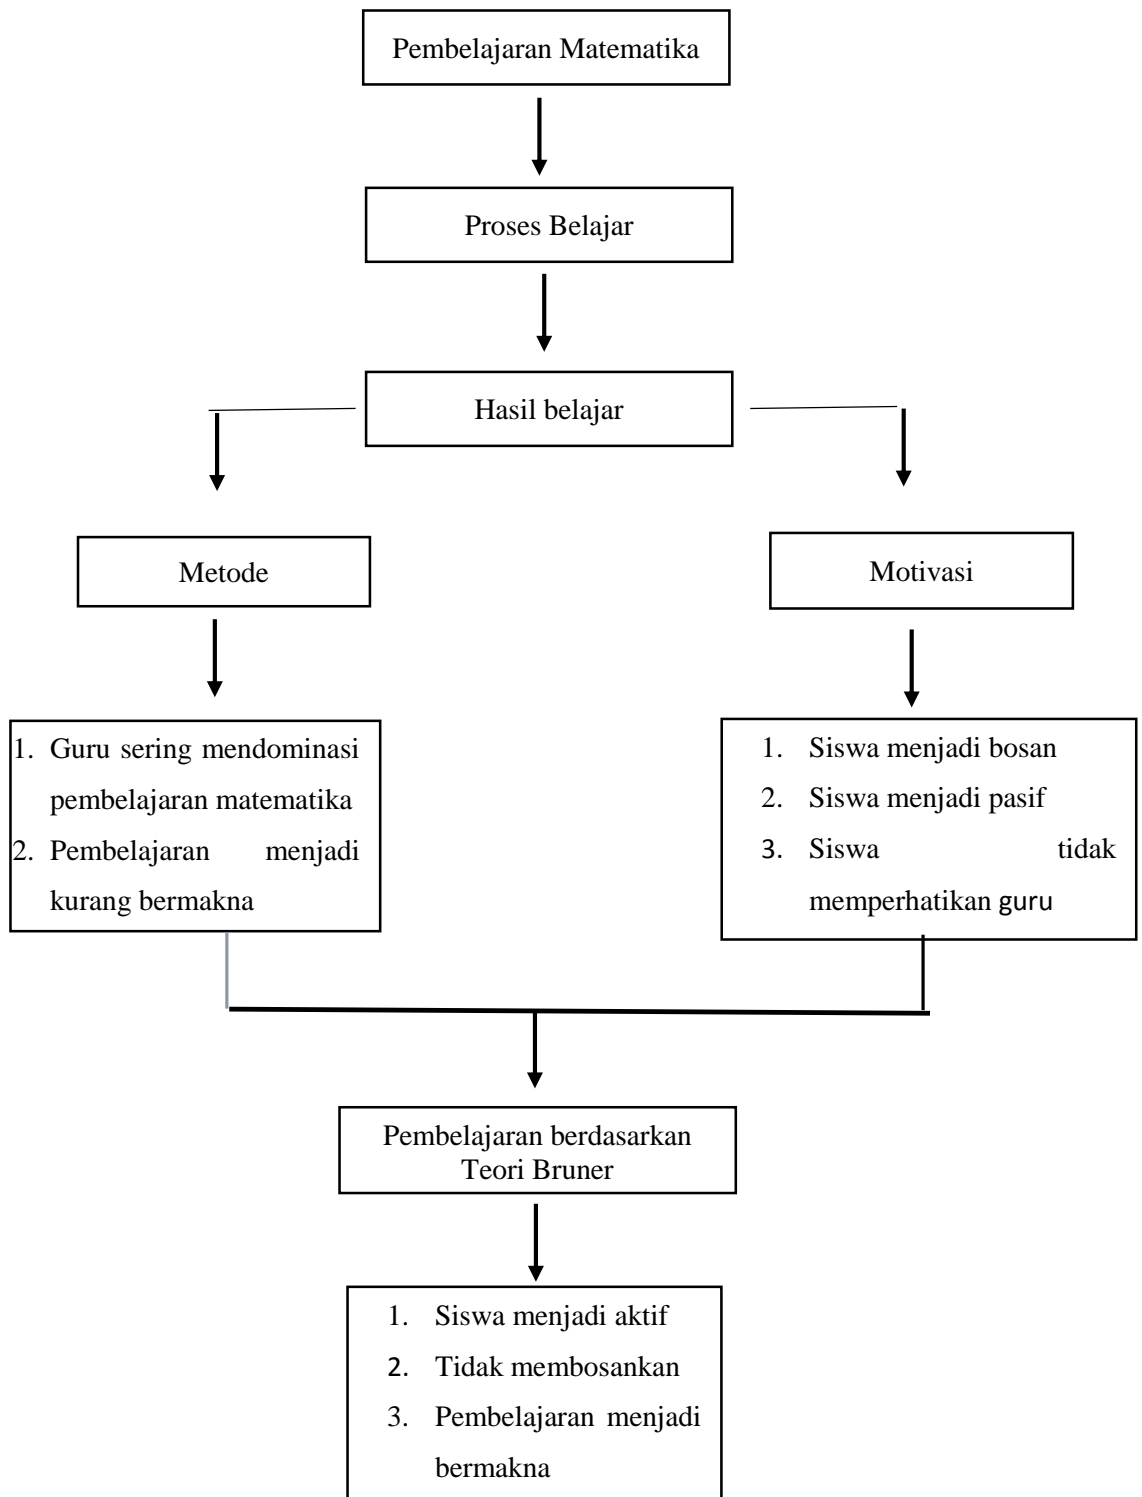 Pembelajaran Matematika
Proses Belajar
Hasil belajar
Metode
Motivasi
1. Guru sering mendominasi
pembelajaran matematika
2. Pembelajaran menjadi
kurang bermakna
1. Siswa menjadi bosan
2. Siswa menjadi pasif
3. Siswa tidak
memperhatikan guru
Pembelajaran berdasarkan
Teori Bruner
1. Siswa menjadi aktif
2. Tidak membosankan
3. Pembelajaran menjadi
bermakna